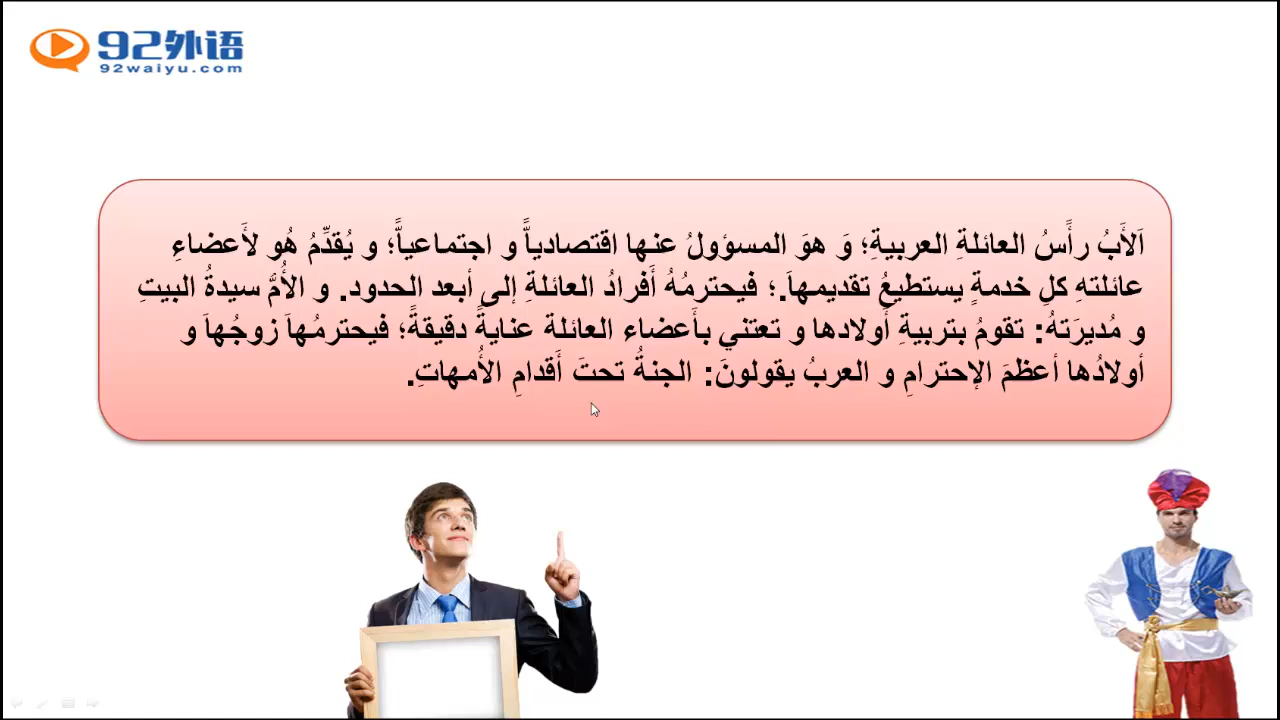 92外语
92waiyu.com
اَلأَبُ رأََسُ العائلةِ العربيةِ؛ وَ هوَ المسؤولُ عنها اقتصادياًّ و اجتماعياًّ؛ و يُقدِّمُ هُو لأَعضاءِ
عائلتهِ كلِ خدمةٍ يستطيعُ تقديمهاَ.؛ فيحترمُهُ أَفرادُ العائلةِ إلى أبعد الحدود. و الأُمَّ سيدةُ البيتِ
و مُديرَتهُ: تقومُ بتربيةِ أَولادها و تعتني بأَعضاءِ العائلة عنايةً دقيقةً؛ فيحترمُهاَ زوجُهاَ و
أولادُها أعظمَ الإحترامِ و العربُ يقولونَ: الجنةُ تحتَ أَقدامِ الأُمهاتِ.